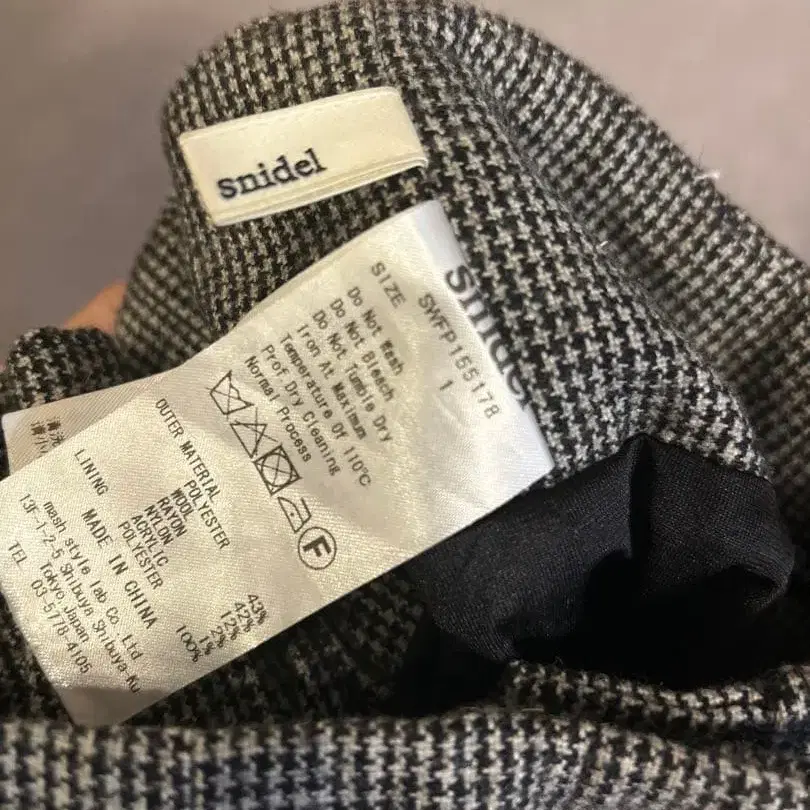 snidel
snidel
SWFP155178
SIZE 1
Do Not Wash
Do Not Bleach
Do Not Tumble Dry
Iron At Maximum
Temperature Of 110℃
Prof Dry Cleaning
Normal Process
F
OUTER MATERIAL
POLYESTER 43%
WOOL 42%
RAYON 12%
NYLON, 2%
ACRYLIC 1%
LINING POLYESTER 100%
MADE IN CHINA
mash style lab Co. Ltd
13F-1-2-5 Shibuya Shibuya-Ku
Tokyo Japan
TEL 03-5778-4105